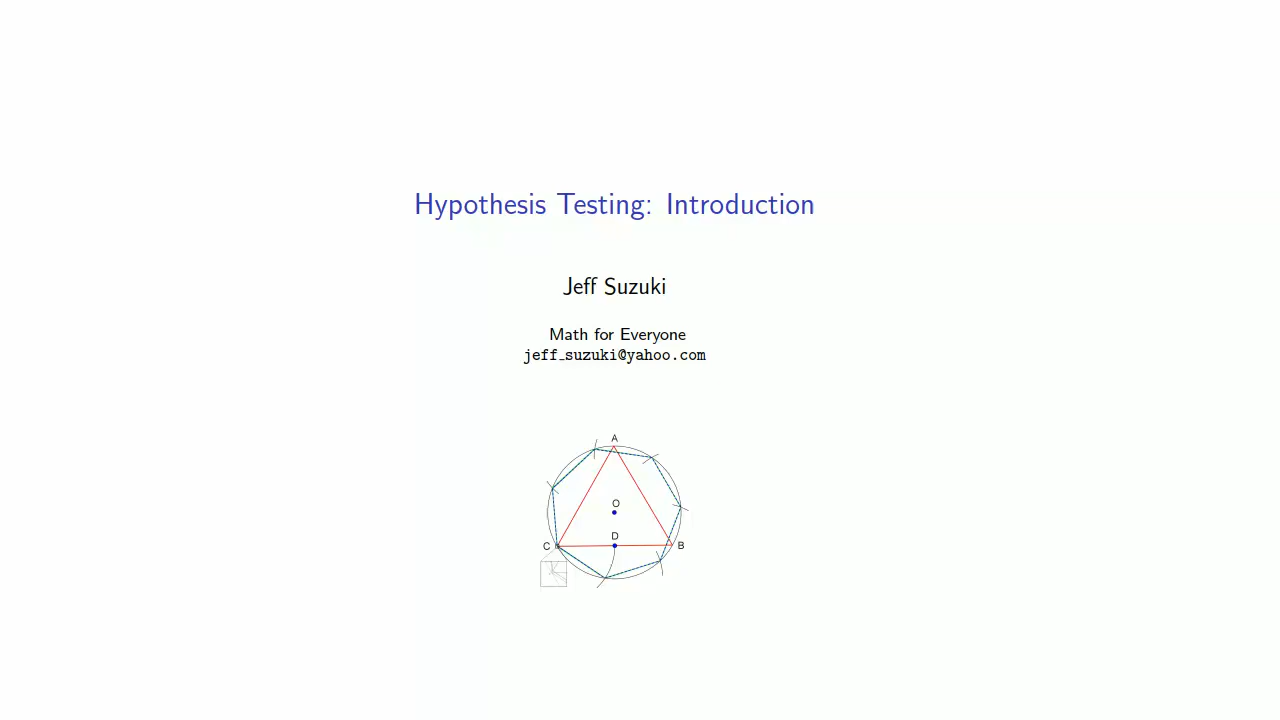 Hypothesis Testing: Introduction
Jeff Suzuki
Math for Everyone
jeff_suzuki@yahoo.com
A
O
D
C
B